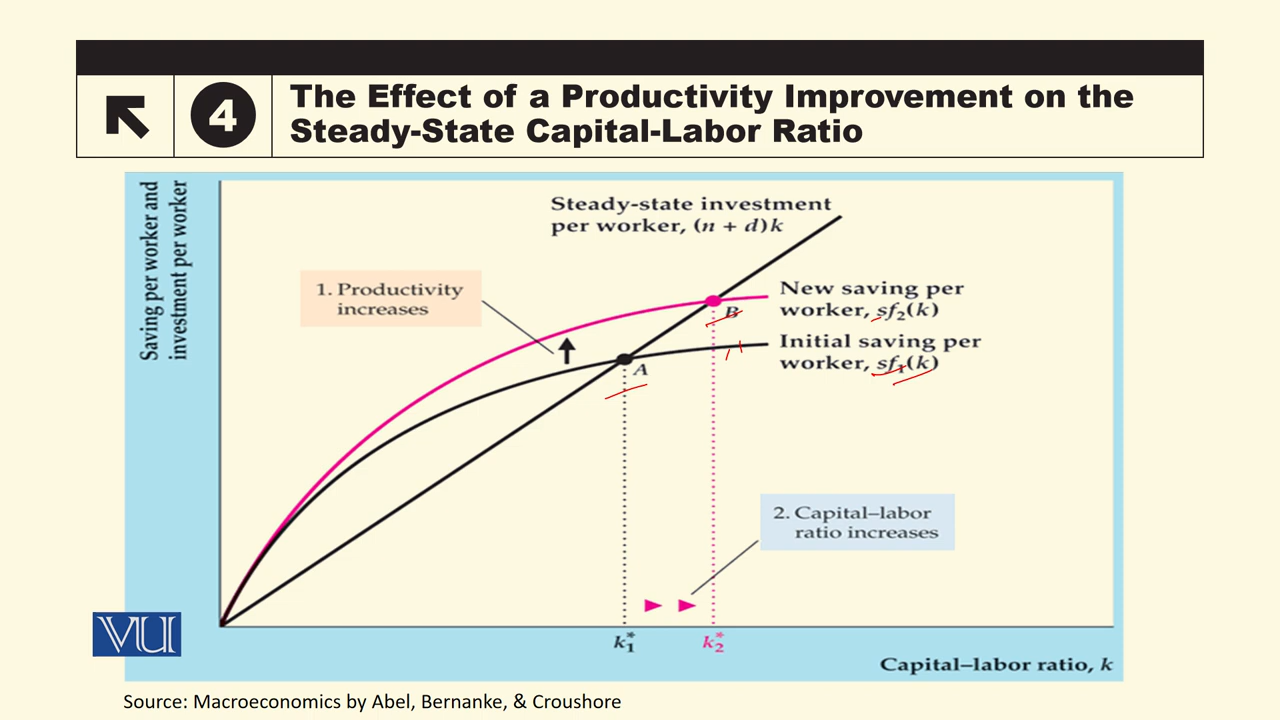 4
The Effect of a Productivity Improvement on the
Steady-State Capital-Labor Ratio
Saving per worker and
investment per worker
Steady-state investment
per worker, (n + d)k
1. Productivity
increases
New saving per
worker, sf₂(k)
B
Initial saving per
worker, sf₁(k)
A
2. Capital–labor
ratio increases
k₁*
k₂*
VU
Capital–labor ratio, k
Source: Macroeconomics by Abel, Bernanke, & Croushore